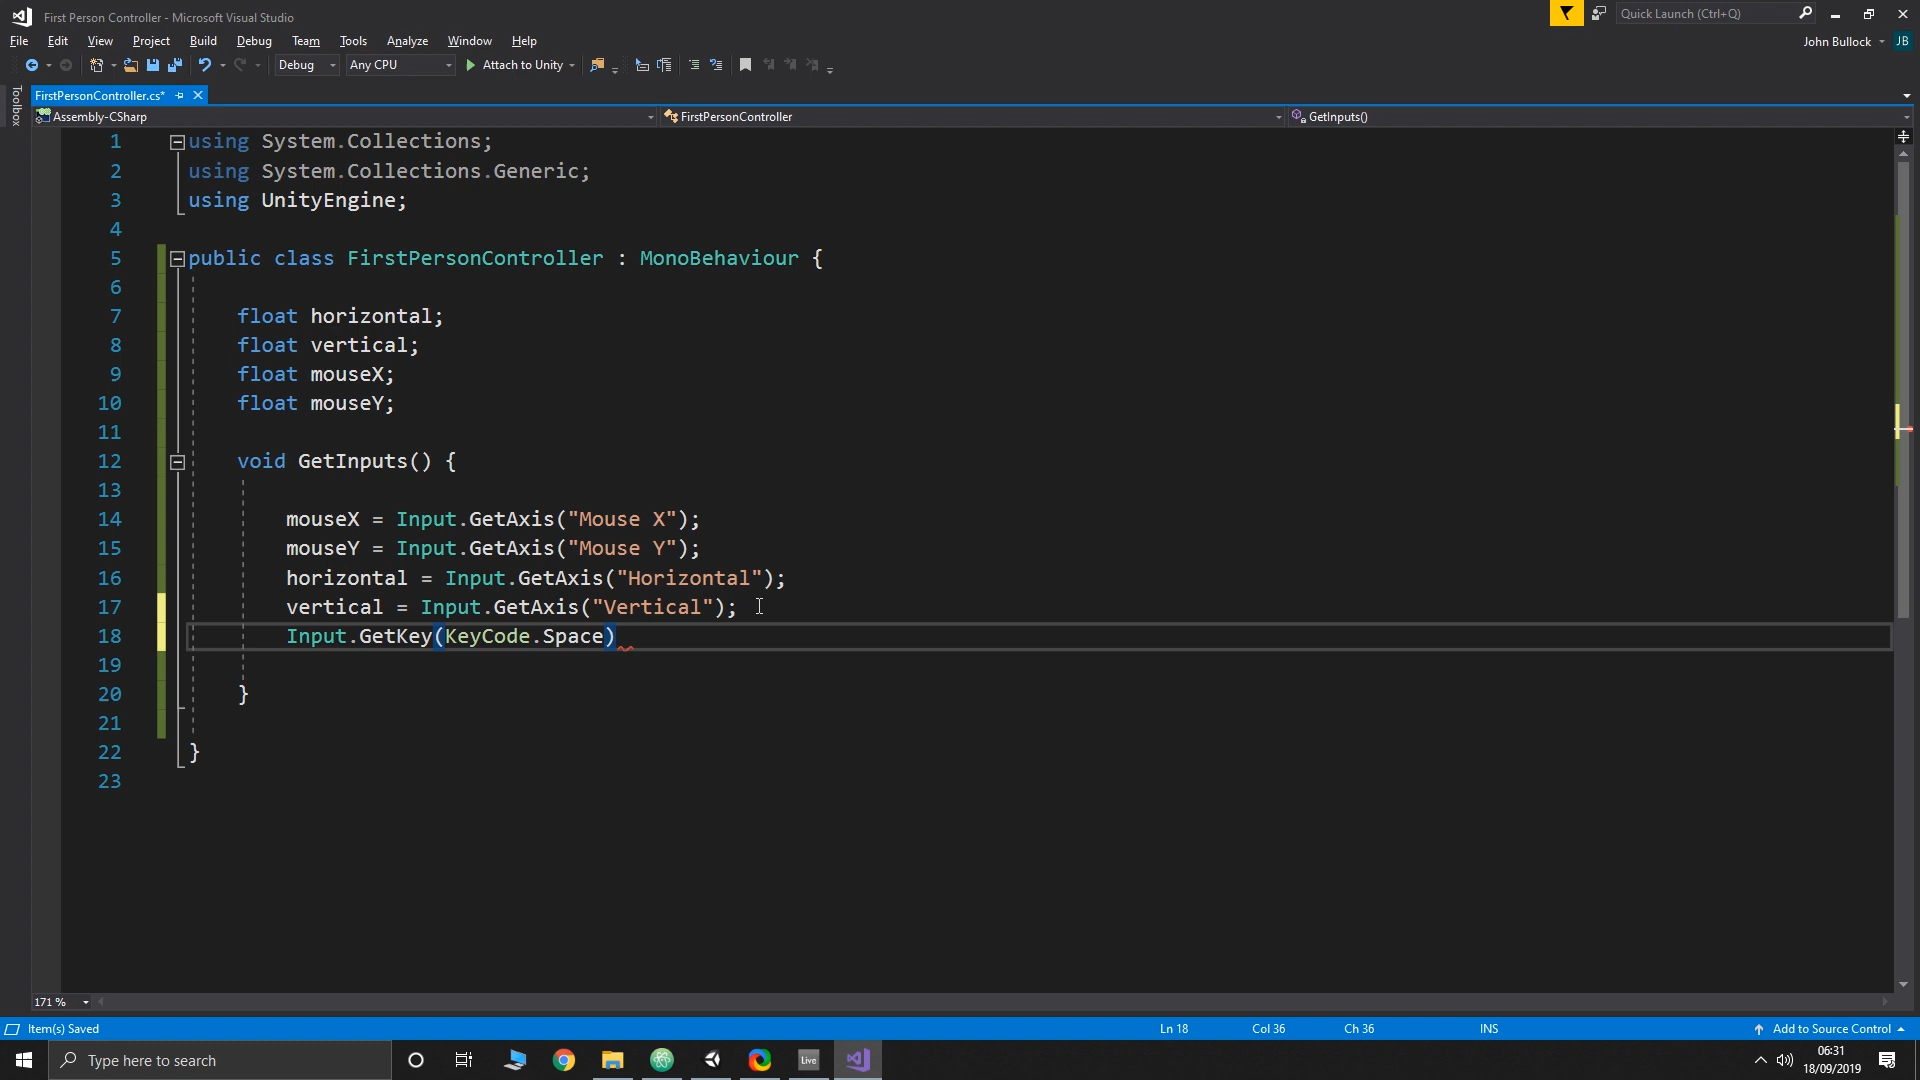 First Person Controller - Microsoft Visual Studio
Quick Launch (Ctrl+Q)
File Edit View Project Build Debug Team Tools Analyze Window Help
John Bullock JB
Debug Any CPU Attach to Unity
Toolbox
FirstPersonController.cs*
Assembly-CSharp FirstPersonController GetInputs()
1 using System.Collections;
2 using System.Collections.Generic;
3 using UnityEngine;
4
5 public class FirstPersonController : MonoBehaviour {
6
7 float horizontal;
8 float vertical;
9 float mouseX;
10 float mouseY;
11
12 void GetInputs() {
13
14 mouseX = Input.GetAxis("Mouse X");
15 mouseY = Input.GetAxis("Mouse Y");
16 horizontal = Input.GetAxis("Horizontal");
17 vertical = Input.GetAxis("Vertical");
18 Input.GetKey(KeyCode.Space)
19
20 }
21
22 }
23
171 %
Item(s) Saved Ln 18 Col 36 Ch 36 INS Add to Source Control
Type here to search Live 06:31
18/09/2019